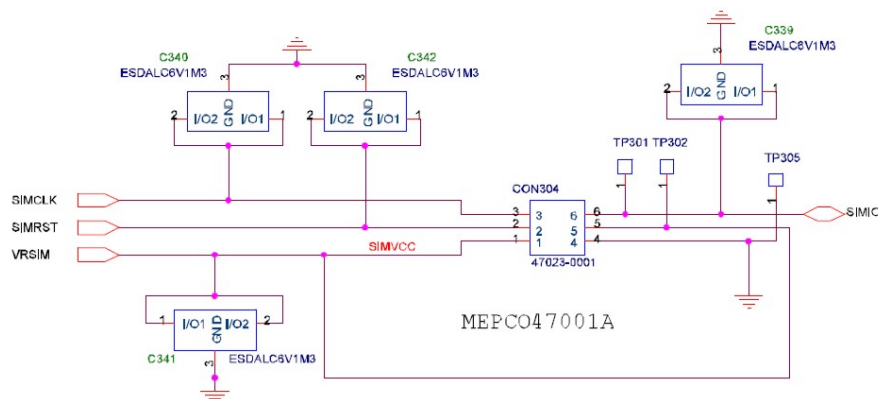 C340
ESDALC6V1M3
3
GND
2
I/O2
I/O1
1
C342
ESDALC6V1M3
3
GND
2
I/O2
I/O1
1
C339
ESDALC6V1M3
3
GND
2
I/O2
I/O1
1
TP301
1
TP302
1
TP305
1
SIMCLK
SIMRST
VRSIM
SIMVCC
CON304
3 3 6 6
2 2 5 5
1 1 4 4
47023-0001
SIMIO
MEPCO47001A
1
I/O1
I/O2
2
GND
3
C341
ESDALC6V1M3